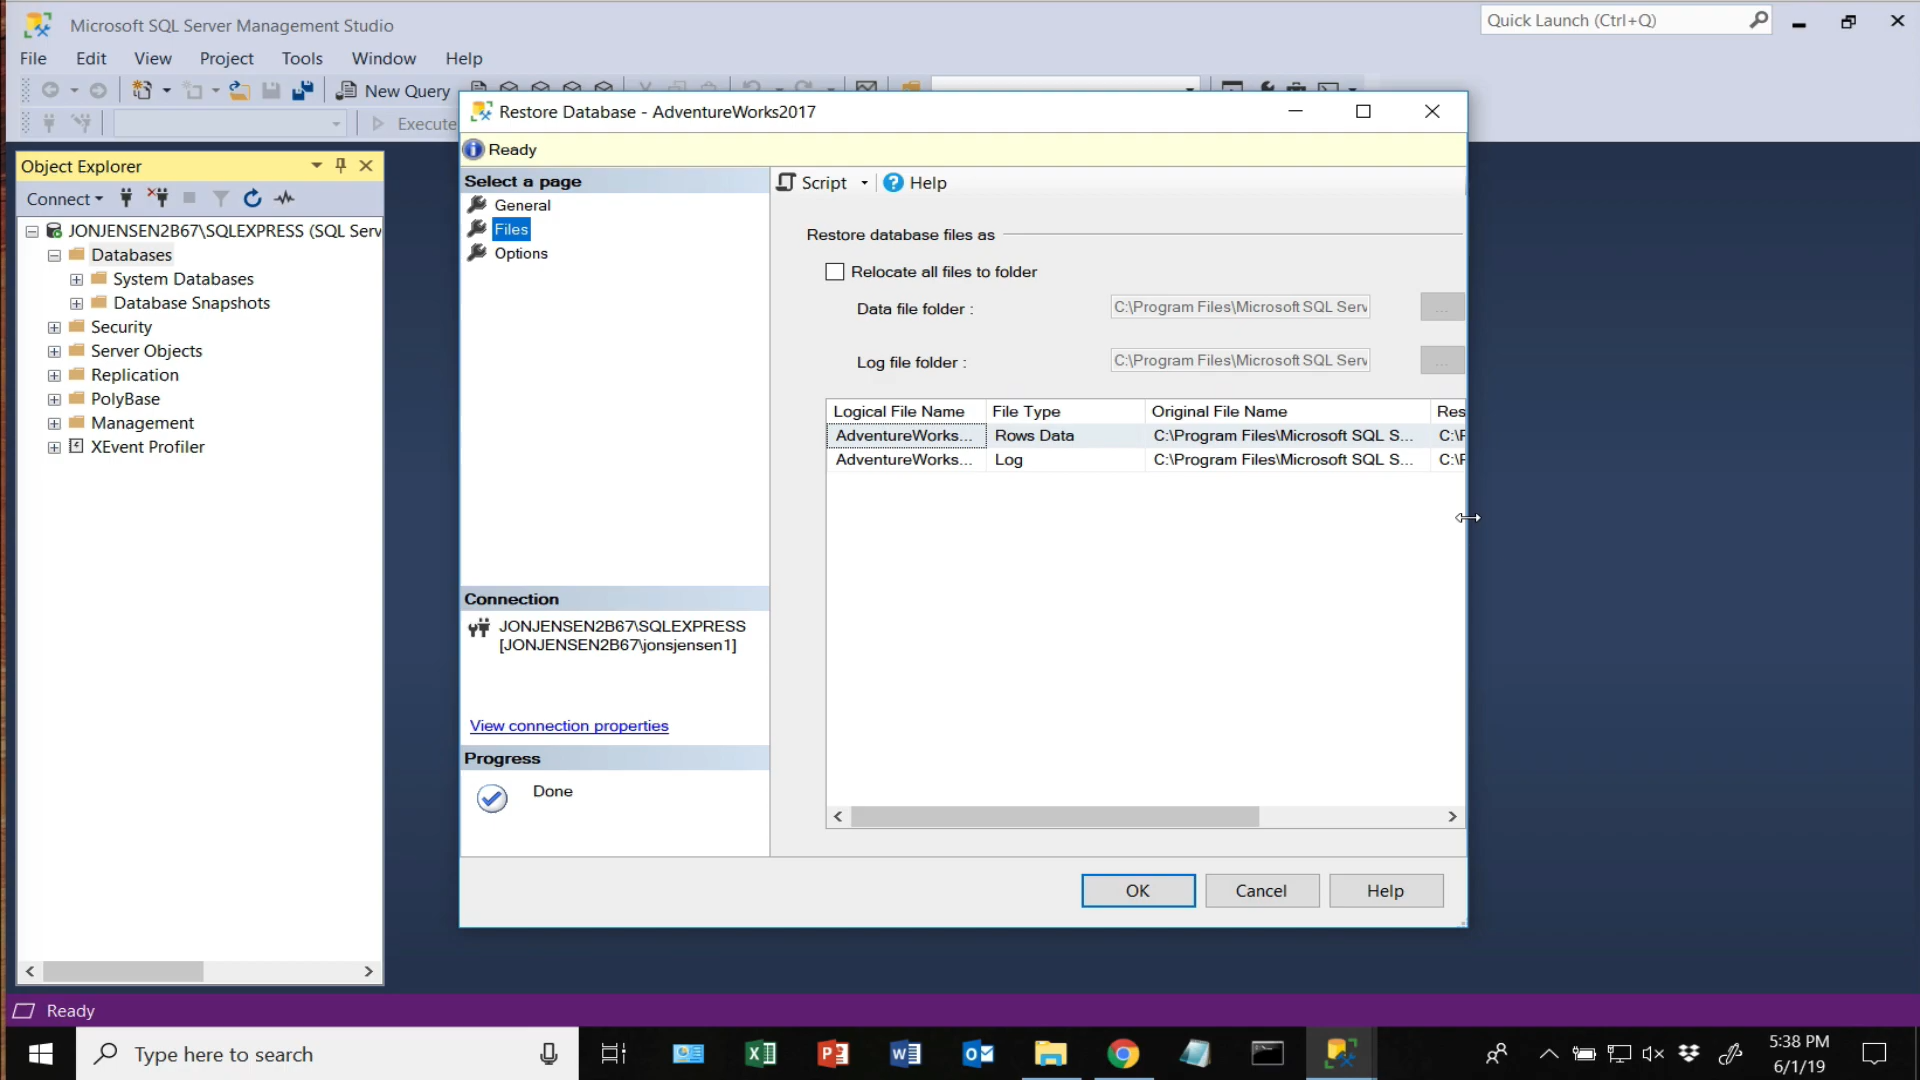 Microsoft SQL Server Management Studio
Quick Launch (Ctrl+Q)
File Edit View Project Tools Window Help
New Query
Execute
Object Explorer
Connect
JONJENSEN2B67\SQLEXPRESS (SQL Serv
Databases
System Databases
Database Snapshots
Security
Server Objects
Replication
PolyBase
Management
XEvent Profiler
Restore Database - AdventureWorks2017
Ready
Select a page
General
Files
Options
Connection
JONJENSEN2B67\SQLEXPRESS
[JONJENSEN2B67\jonsjensen1]
View connection properties
Progress
Done
Script Help
Restore database files as
Relocate all files to folder
Data file folder : C:\Program Files\Microsoft SQL Serv ...
Log file folder : C:\Program Files\Microsoft SQL Serv ...
Logical File Name File Type Original File Name Res
AdventureWorks... Rows Data C:\Program Files\Microsoft SQL S... C:\P
AdventureWorks... Log C:\Program Files\Microsoft SQL S... C:\P
OK Cancel Help
Ready
Type here to search
5:38 PM
6/1/19